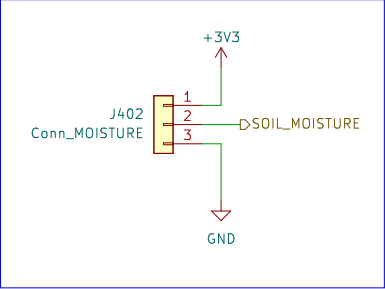 +3V3
1
J402
2
SOIL_MOISTURE
Conn_MOISTURE
3
GND